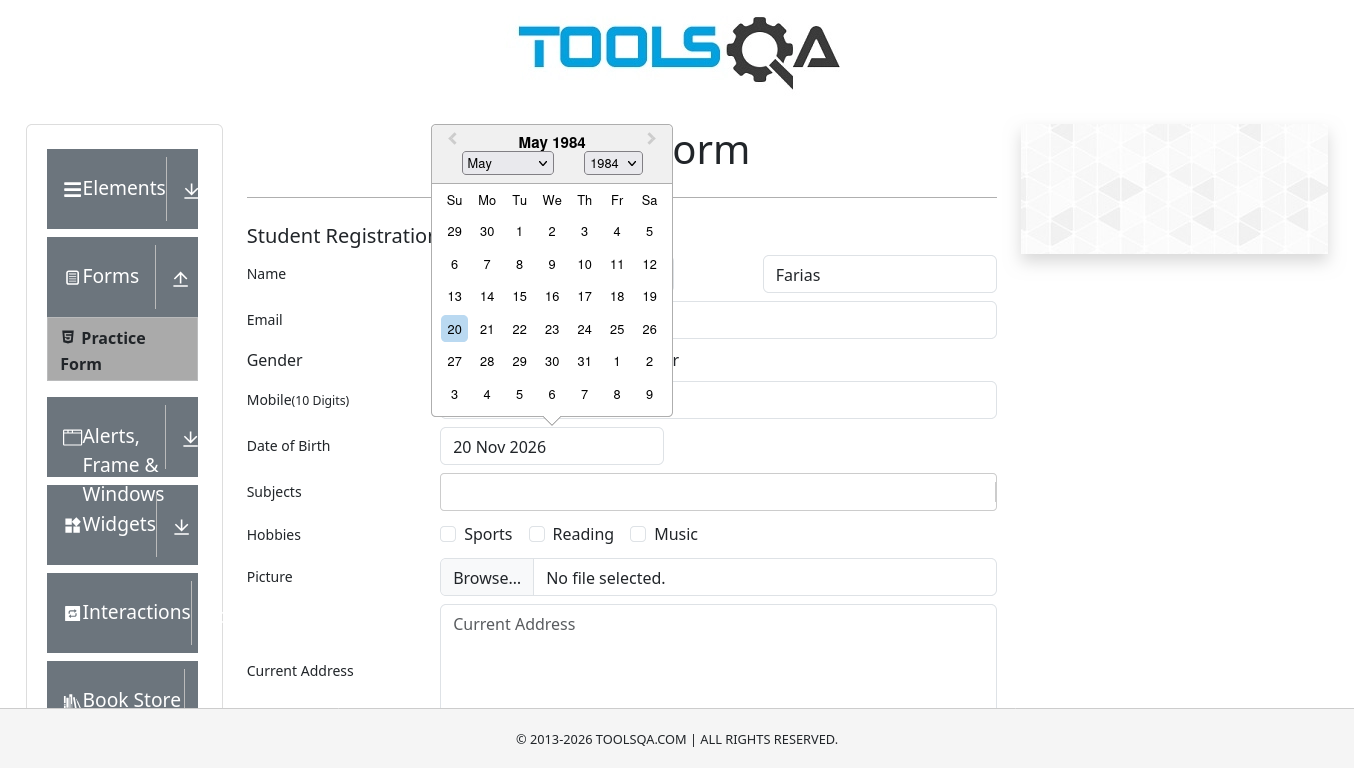 TOOLSQA
Elements
Forms
Practice
Form
Alerts,
Frame &
Windows
Widgets
Interactions
Book Store
orm
Student Registration
Name
Farias
Email
Gender
r
Mobile(10 Digits)
May 1984
May
1984
Su Mo Tu We Th Fr Sa
29 30 1 2 3 4 5
6 7 8 9 10 11 12
13 14 15 16 17 18 19
20 21 22 23 24 25 26
27 28 29 30 31 1 2
3 4 5 6 7 8 9
Date of Birth
20 Nov 2026
Subjects
Hobbies
Sports Reading Music
Picture
Browse... No file selected.
Current Address
Current Address
© 2013-2026 TOOLSQA.COM | ALL RIGHTS RESERVED.